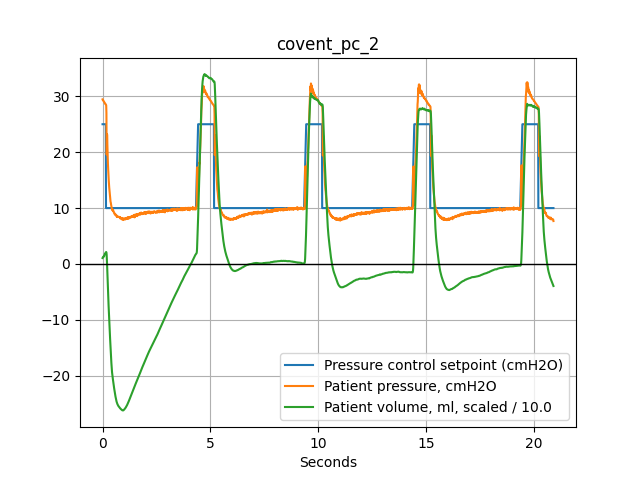 covent_pc_2
30
20
10
0
−10
−20
0
5
10
15
20
Seconds
Pressure control setpoint (cmH2O)
Patient pressure, cmH2O
Patient volume, ml, scaled / 10.0